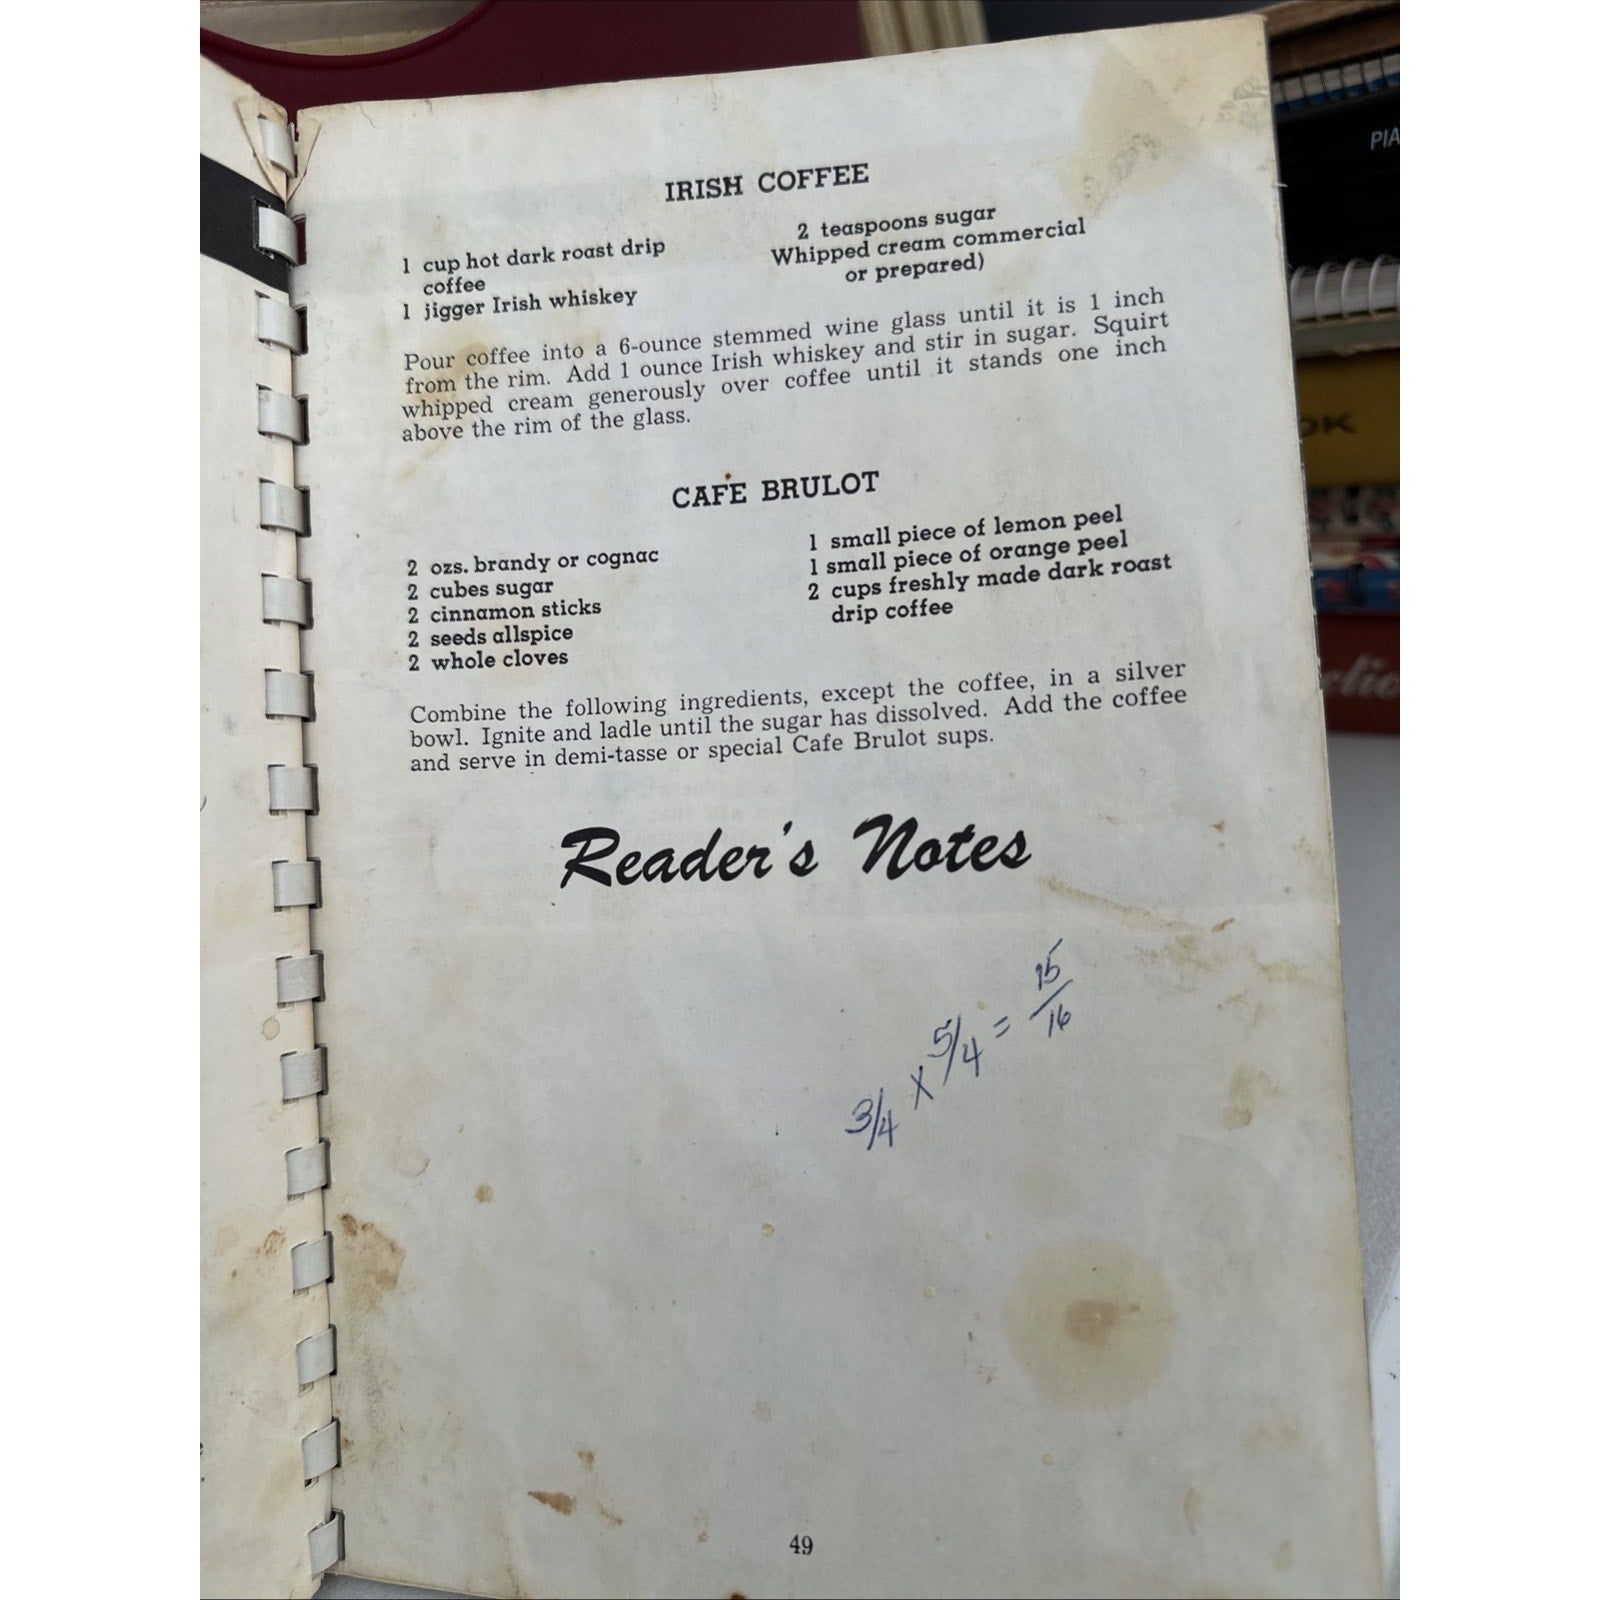 IRISH COFFEE
1 cup hot dark roast drip
coffee
1 jigger Irish whiskey
2 teaspoons sugar
Whipped cream commercial
or prepared)
Pour coffee into a 6-ounce stemmed wine glass until it is 1 inch
from the rim. Add 1 ounce Irish whiskey and stir in sugar. Squirt
whipped cream generously over coffee until it stands one inch
above the rim of the glass.
CAFE BRULOT
2 ozs. brandy or cognac
2 cubes sugar
2 cinnamon sticks
2 seeds allspice
2 whole cloves
1 small piece of lemon peel
1 small piece of orange peel
2 cups freshly made dark roast
drip coffee
Combine the following ingredients, except the coffee, in a silver
bowl. Ignite and ladle until the sugar has dissolved. Add the coffee
and serve in demi-tasse or special Cafe Brulot sups.
Reader's Notes
3/4 x 5/4 = 15/16
49
PIA
OK